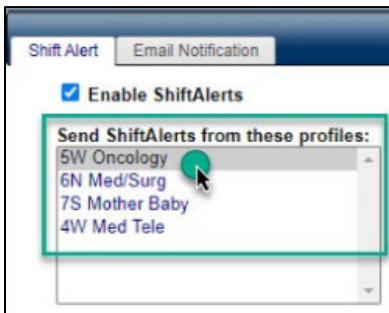 Shift Alert Email Notification
Enable ShiftAlerts
Send ShiftAlerts from these profiles:
5W Oncology
6N Med/Surg
7S Mother Baby
4W Med Tele